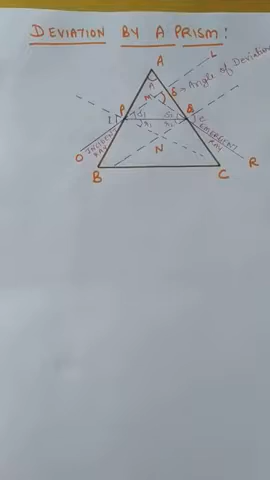 DEVIATION BY A PRISM:
A
L
A
δ = Angle of Deviation
M
P
Q
i
e
O
INCIDENT RAY
EMERGENT RAY
N
R
B
C